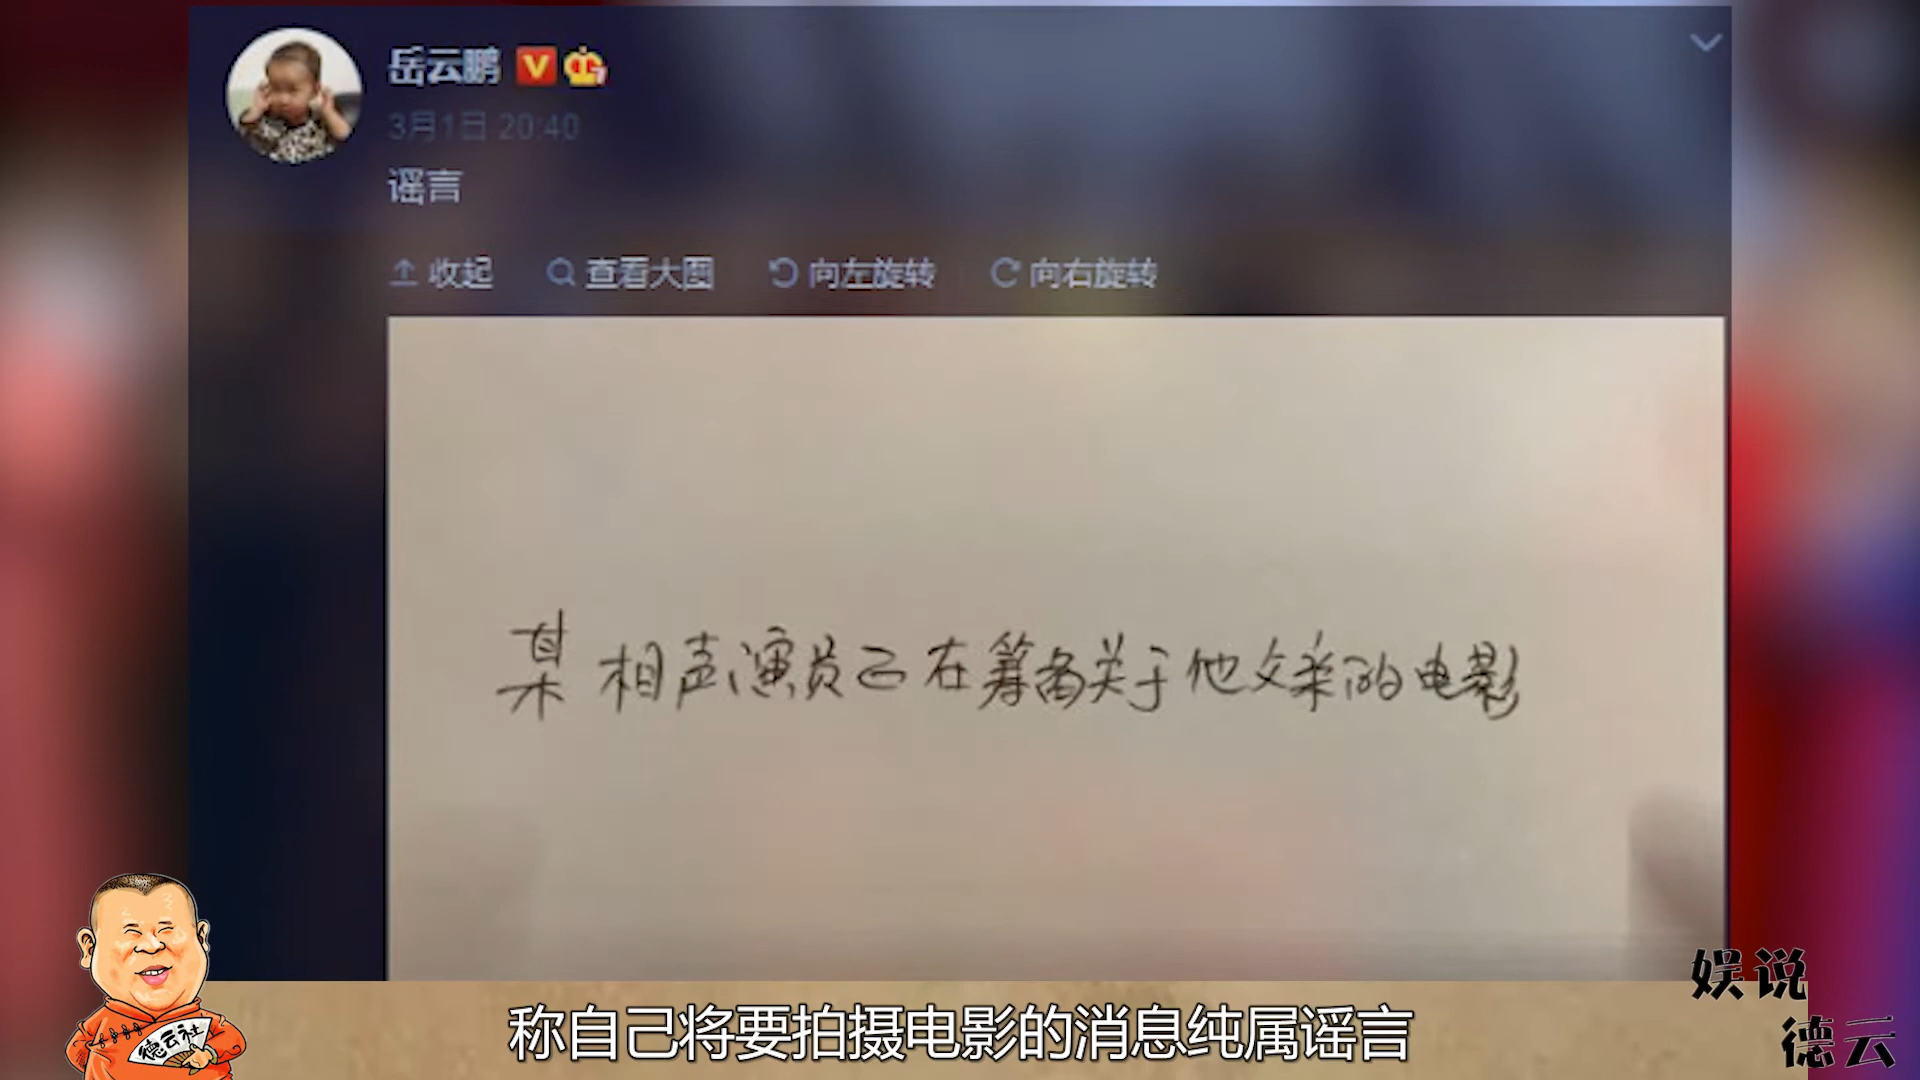 岳云鹏
3月1日 20:40
谣言
收起 查看大图 向左旋转 向右旋转
某相声演员正在筹备关于他文采的电影
德云社
称自己将要拍摄电影的消息纯属谣言
娱说
德云